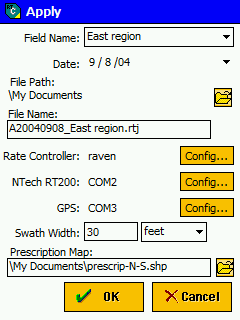 Apply
Field Name: East region
Date: 9 / 8 /04
File Path:
\My Documents
File Name:
A20040908_East region.rtj
Rate Controller: raven Config...
NTech RT200: COM2 Config...
GPS: COM3 Config...
Swath Width: 30 feet
Prescription Map:
\My Documents\prescrip-N-S.shp
OK Cancel